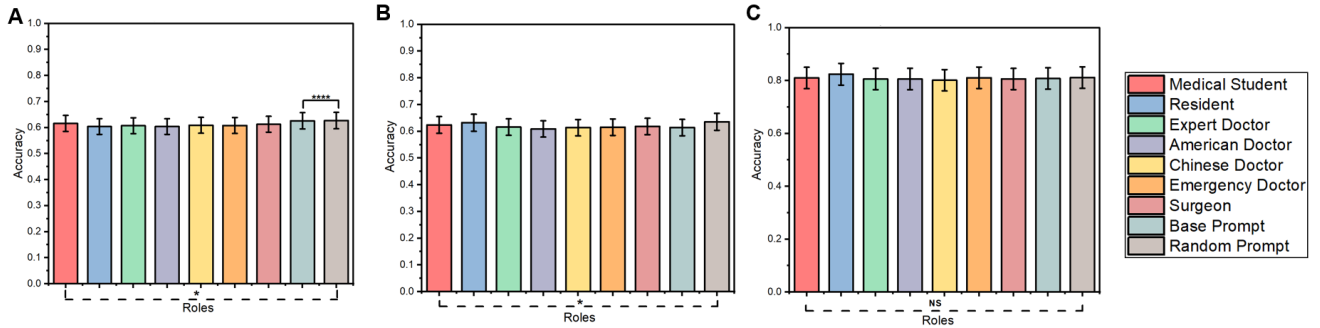 A
Accuracy
1.0
0.9
0.8
0.7
0.6
0.5
0.4
0.3
0.2
0.1
0.0
****
*
Roles
B
Accuracy
1.0
0.9
0.8
0.7
0.6
0.5
0.4
0.3
0.2
0.1
0.0
*
Roles
C
Accuracy
1.0
0.8
0.6
0.4
0.2
0.0
NS
Roles
Medical Student
Resident
Expert Doctor
American Doctor
Chinese Doctor
Emergency Doctor
Surgeon
Base Prompt
Random Prompt